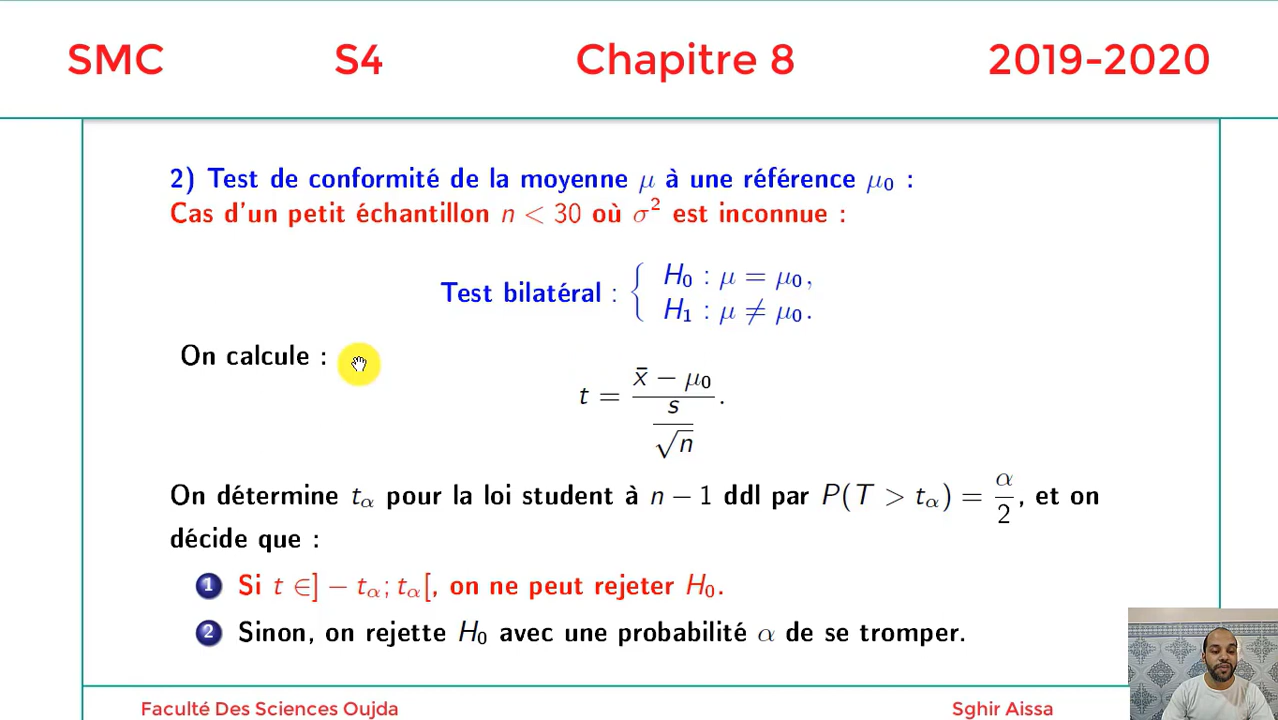 SMC S4 Chapitre 8 2019-2020
2) Test de conformité de la moyenne μ à une référence μ₀ :
Cas d'un petit échantillon n < 30 où σ² est inconnue :
Test bilatéral : { H₀ : μ = μ₀,
H₁ : μ ≠ μ₀.
On calcule :
t = (x̄ − μ₀) / (s / √n).
On détermine t_α pour la loi student à n − 1 ddl par P(T > t_α) = α/2, et on
décide que :
1 Si t ∈] − t_α; t_α[, on ne peut rejeter H₀.
2 Sinon, on rejette H₀ avec une probabilité α de se tromper.
Faculté Des Sciences Oujda Sghir Aissa